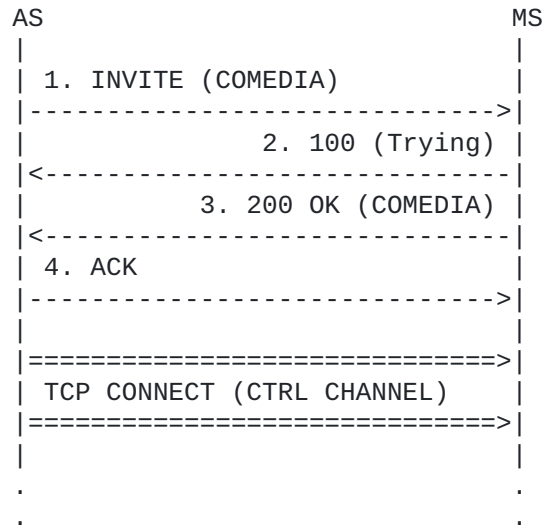 AS MS
1. INVITE (COMEDIA)
2. 100 (Trying)
3. 200 OK (COMEDIA)
4. ACK
TCP CONNECT (CTRL CHANNEL)